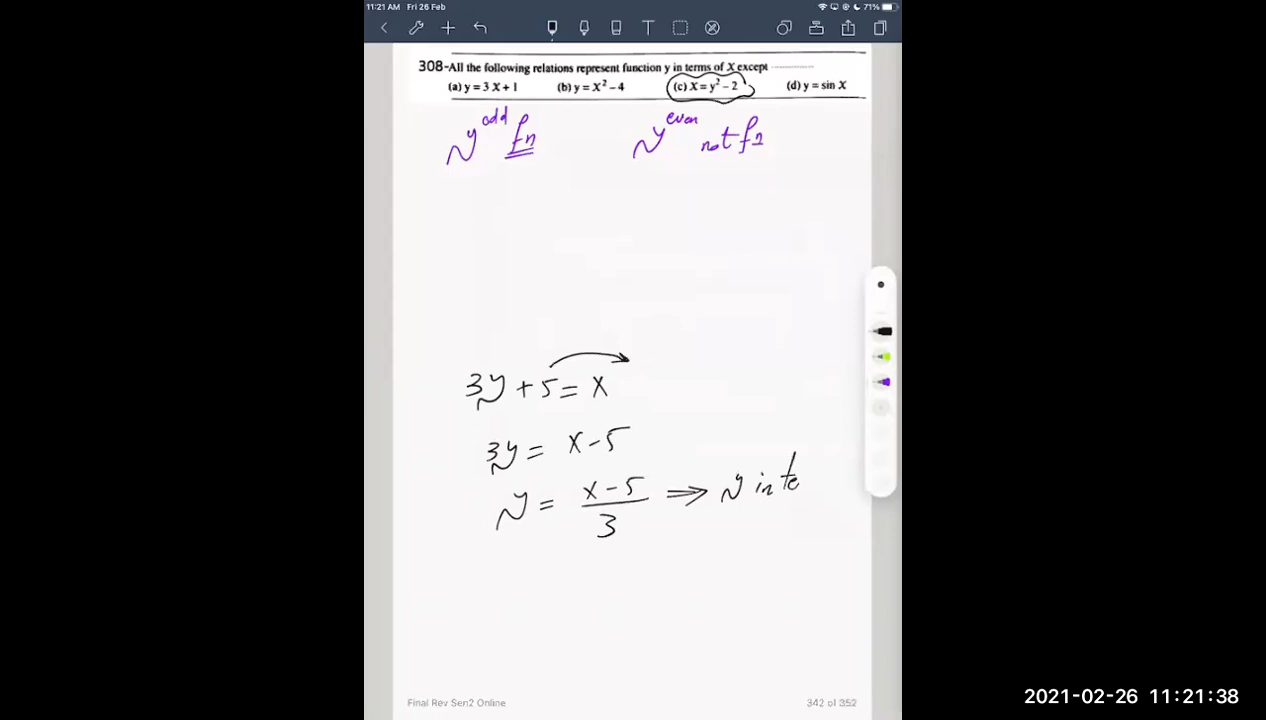 11:21 AM Fri 26 Feb
71%
308-All the following relations represent function y in terms of X except
(a) y = 3 X + 1 (b) y = X² – 4 (c) X = y² – 2 (d) y = sin X
y^odd fn y^even not fn
3y + 5 = x
3y = x - 5
y = (x - 5)/3 ⇒ y in te
Final Rev Sen2 Online 342 of 352
2021-02-26 11:21:38